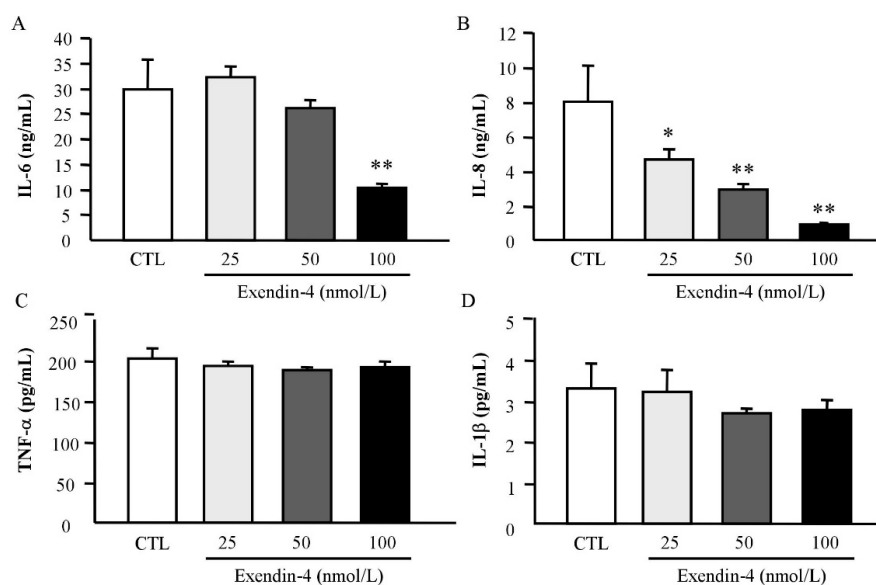 A
IL-6 (ng/mL)
40
35
30
25
20
15
10
5
0
**
CTL 25 50 100
Exendin-4 (nmol/L)
B
IL-8 (ng/mL)
12
10
8
6
4
2
0
*
**
**
CTL 25 50 100
Exendin-4 (nmol/L)
C
TNF-α (pg/mL)
250
200
150
100
50
0
CTL 25 50 100
Exendin-4 (nmol/L)
D
IL-1β (pg/mL)
5
4
3
2
1
0
CTL 25 50 100
Exendin-4 (nmol/L)